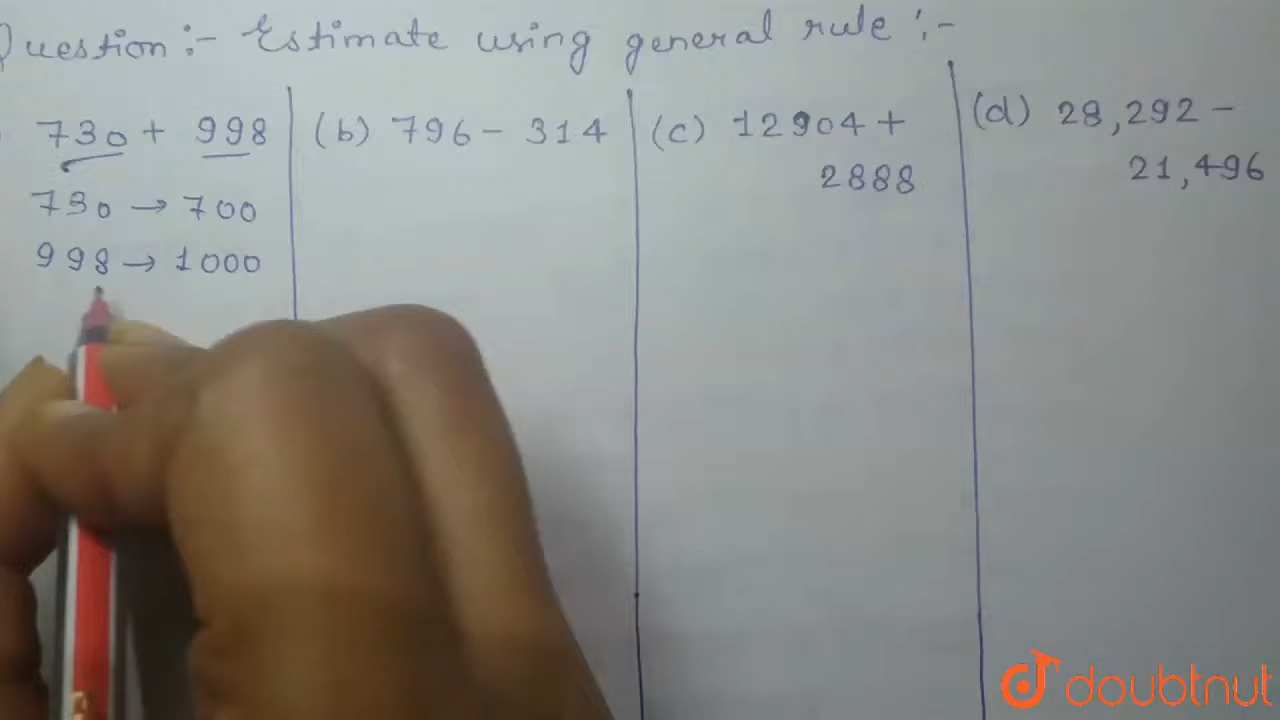 Question :- Estimate using general rule :-
730 + 998
730 → 700
998 → 1000
(b) 796 - 314
(c) 12904 +
2888
(d) 28,292 -
21,496
doubtnut